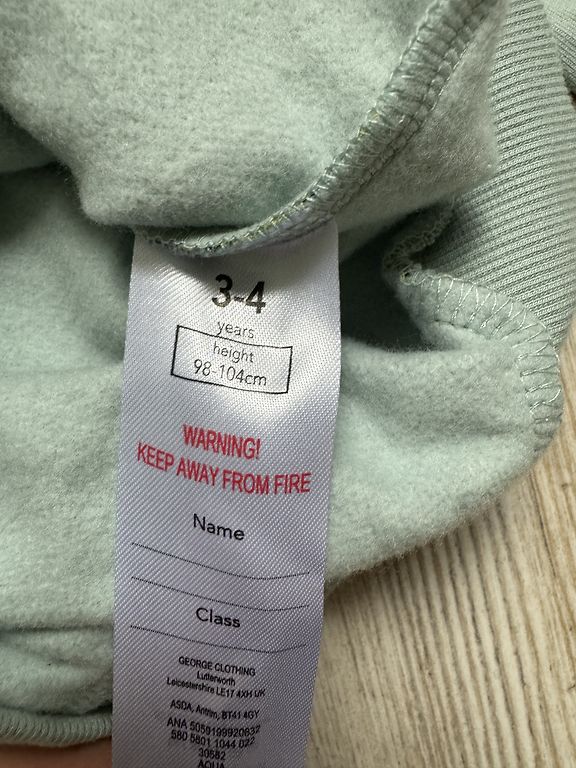 3-4
years
height
98-104cm
WARNING!
KEEP AWAY FROM FIRE
Name
Class
GEORGE CLOTHING
Lutterworth
Leicestershire LE17 4XH UK
ASDA, Antrim, BT41 4GY
ANA 5059199920632
580 5801 1044 022
30582
AQUA